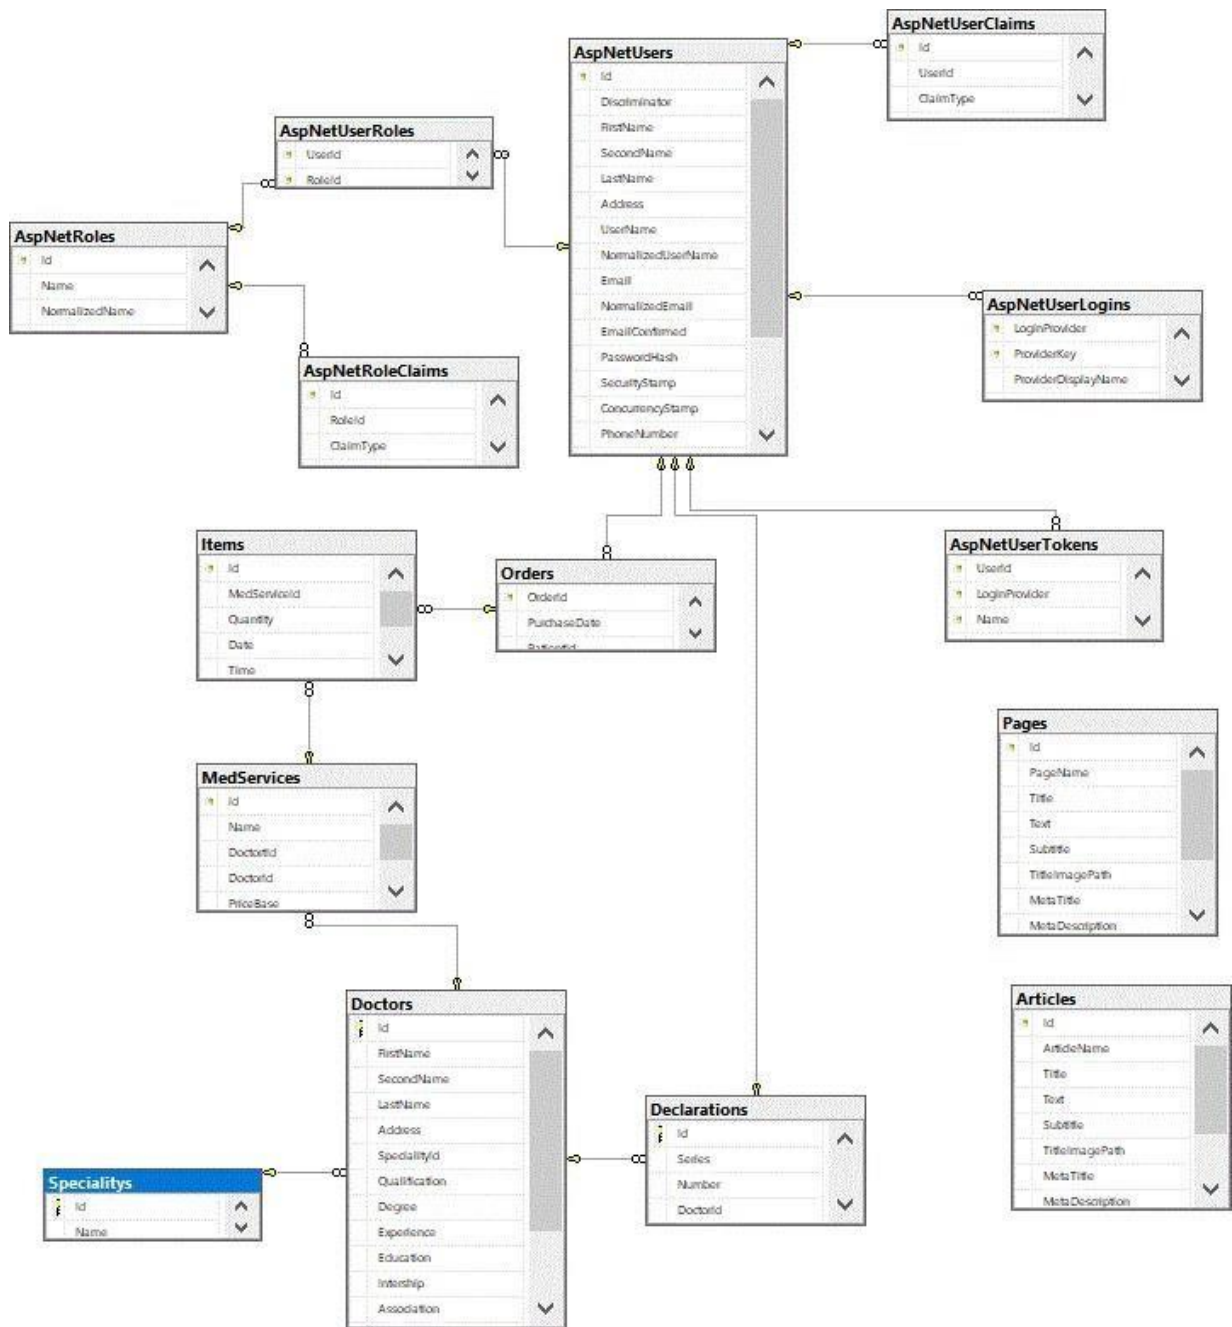 AspNetUserClaims
Id
UserId
ClaimType
AspNetUsers
Id
Discriminator
FirstName
SecondName
LastName
Address
UserName
NormalizedUserName
Email
NormalizedEmail
EmailConfirmed
PasswordHash
SecurityStamp
ConcurrencyStamp
PhoneNumber
AspNetUserRoles
UserId
RoleId
AspNetRoles
Id
Name
NormalizedName
AspNetUserLogins
LoginProvider
ProviderKey
ProviderDisplayName
AspNetRoleClaims
Id
RoleId
ClaimType
Items
Id
MedServiceId
Quantity
Date
Time
Orders
OrderId
PurchaseDate
PatientId
AspNetUserTokens
UserId
LoginProvider
Name
Pages
Id
PageName
Title
Text
Subtitle
TitleImagePath
MetaTitle
MetaDescription
MedServices
Id
Name
DoctortId
DoctorId
PriceBase
Doctors
Id
FirstName
SecondName
LastName
Address
SpecialityId
Qualification
Degree
Experience
Education
Intership
Association
Articles
Id
ArticleName
Title
Text
Subtitle
TitleImagePath
MetaTitle
MetaDescription
Declarations
Id
Series
Number
DoctorId
Specialitys
Id
Name